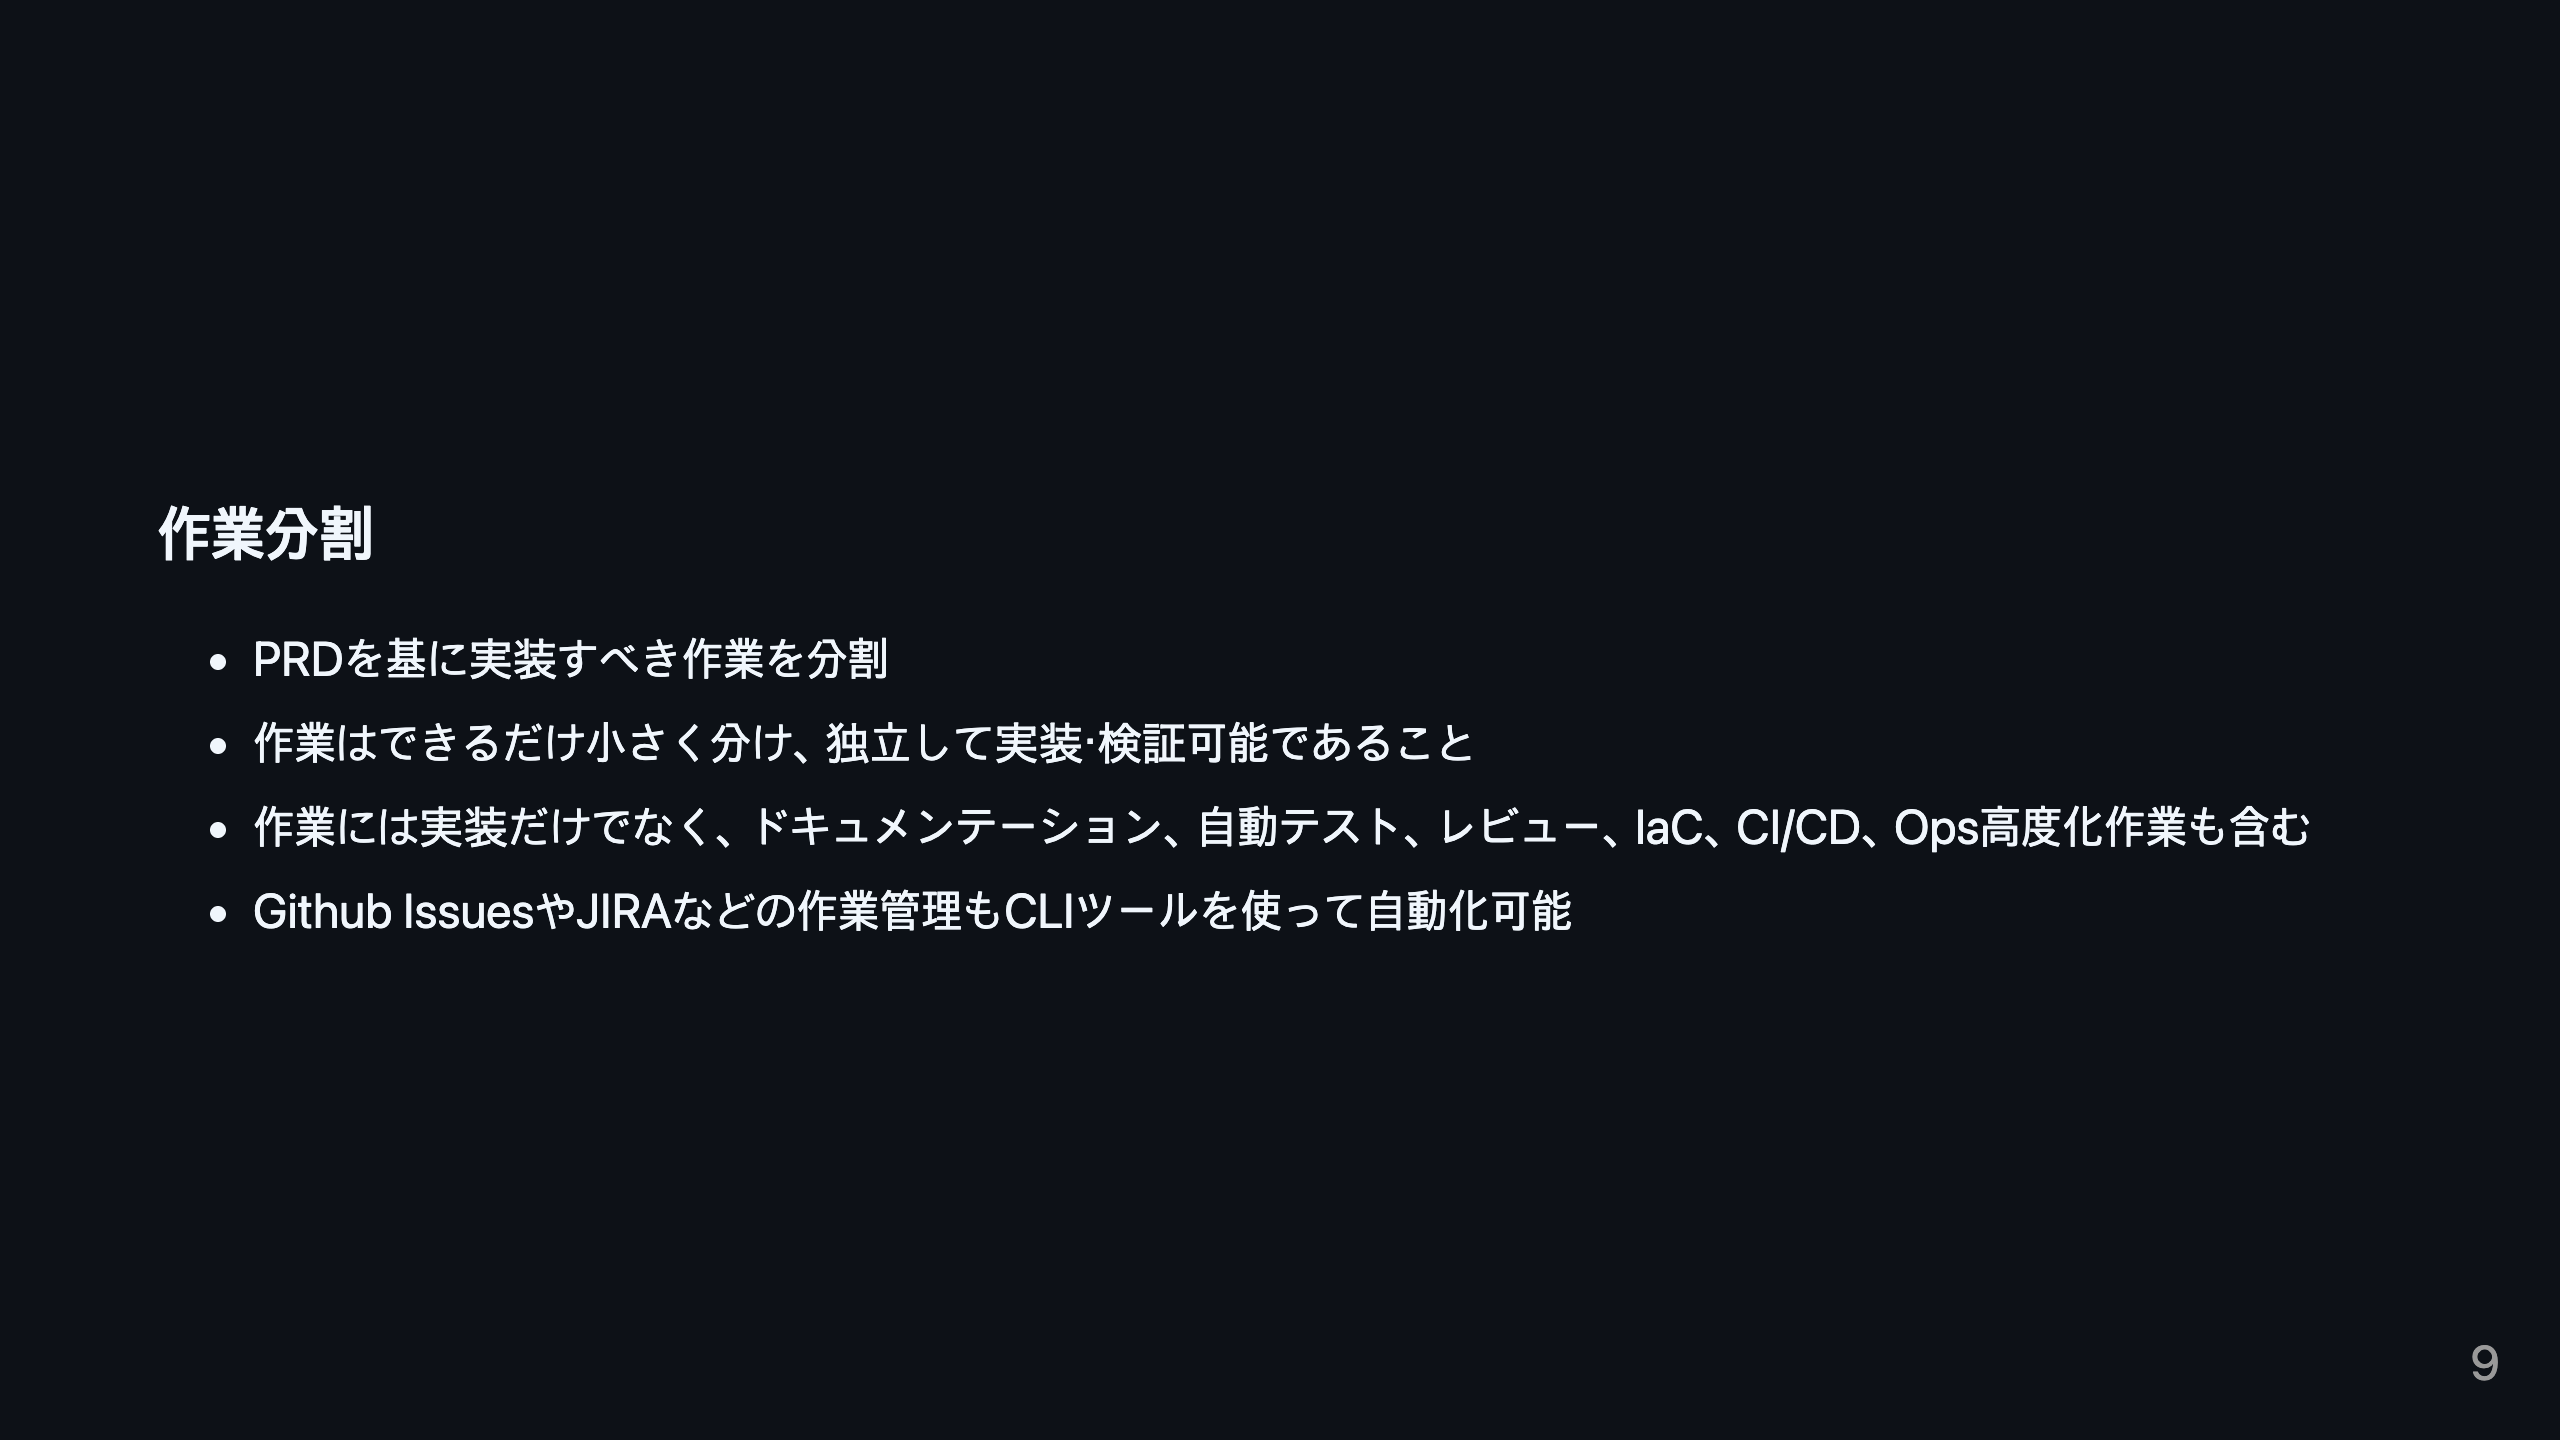 作業分割
• PRDを基に実装すべき作業を分割
• 作業はできるだけ小さく分け、独立して実装·検証可能であること
• 作業には実装だけでなく、ドキュメンテーション、自動テスト、レビュー、IaC、CI/CD、Ops高度化作業も含む
• Github IssuesやJIRAなどの作業管理もCLIツールを使って自動化可能
9